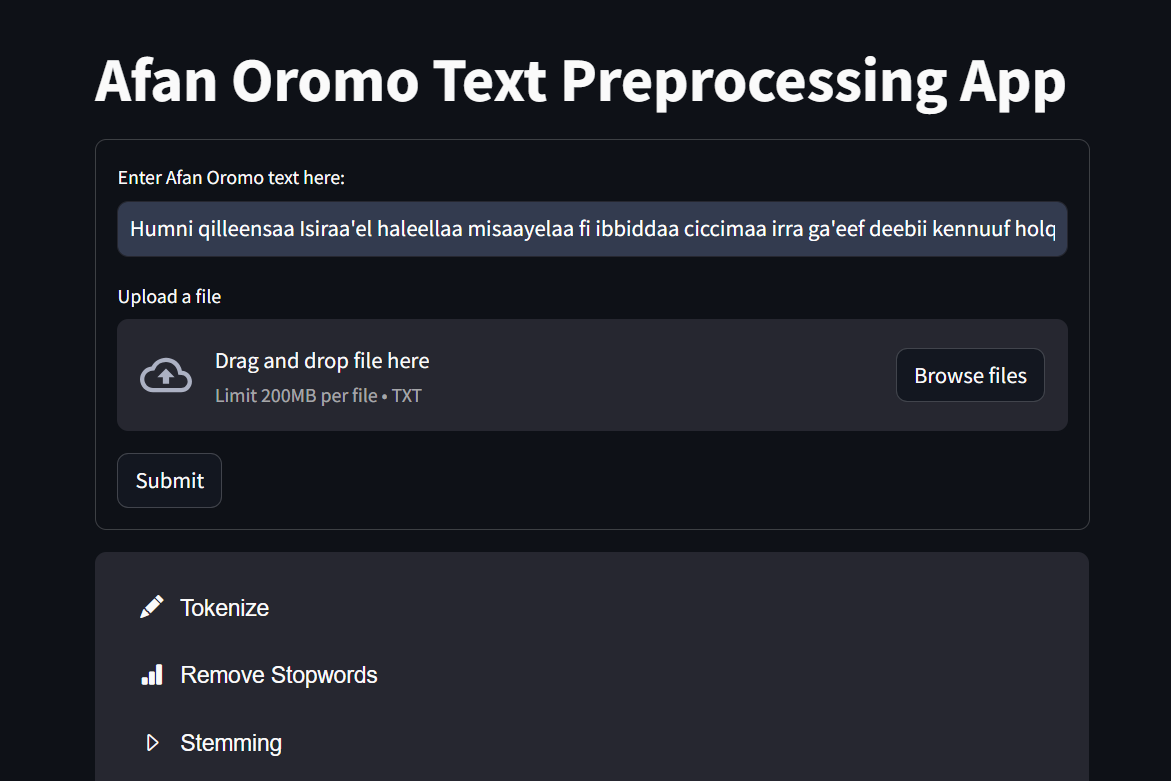 Afan Oromo Text Preprocessing App
Enter Afan Oromo text here:
Humni qilleensaa Isiraa'el haleellaa misaayelaa fi ibbiddaa ciccimaa irra ga'eef deebii kennuuf holq
Upload a file
Drag and drop file here
Limit 200MB per file • TXT
Browse files
Submit
Tokenize
Remove Stopwords
Stemming